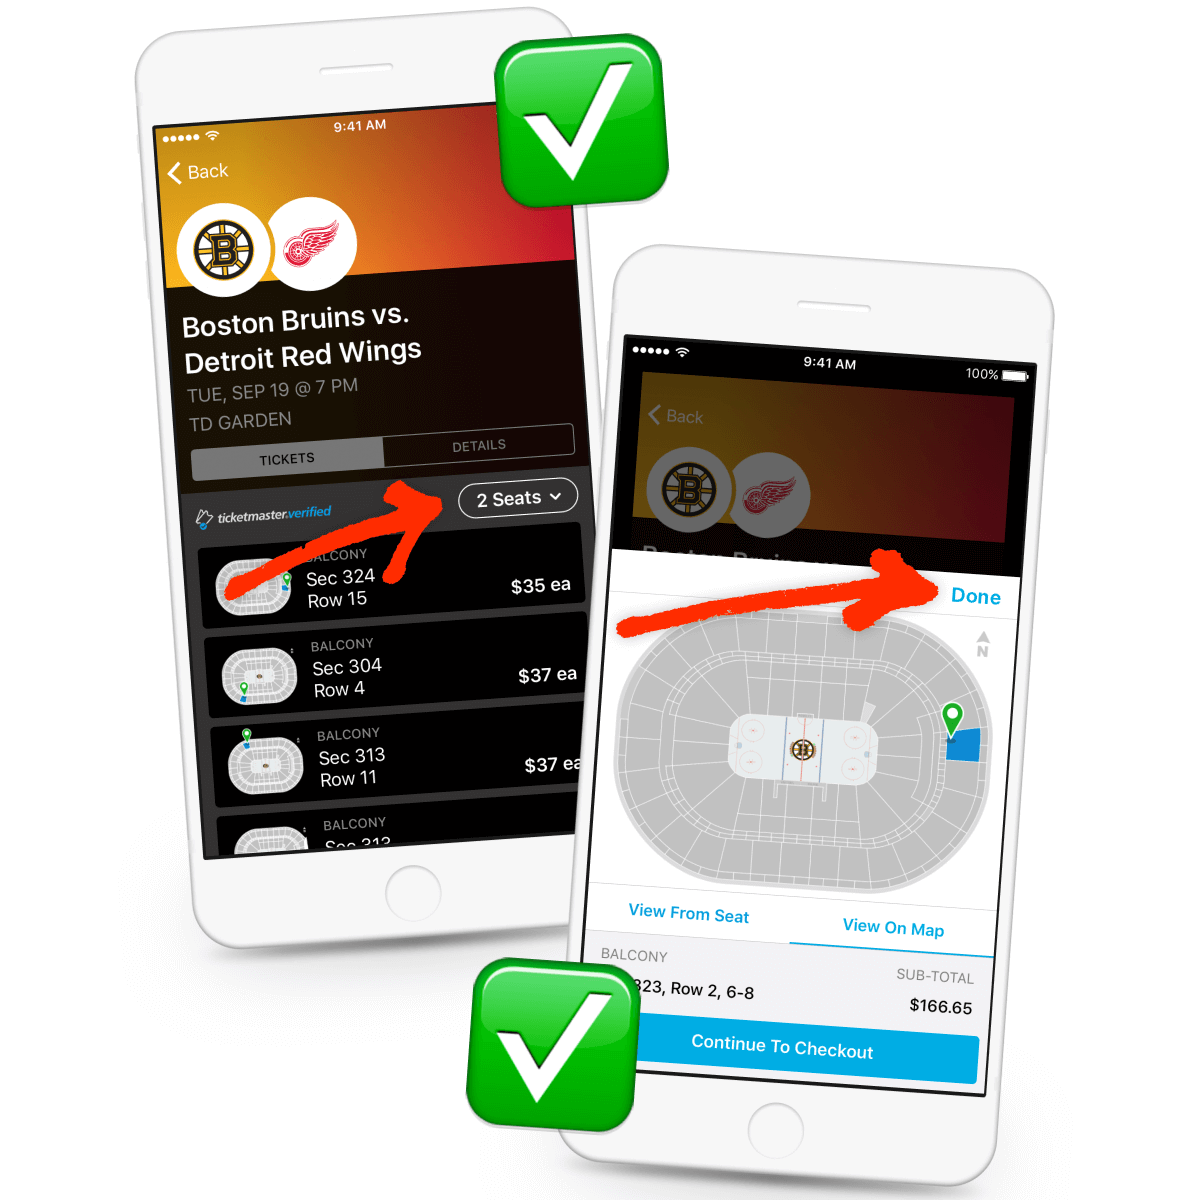 9:41 AM
Back
B
Boston Bruins vs.
Detroit Red Wings
TUE, SEP 19 @ 7 PM
TD GARDEN
TICKETS
DETAILS
ticketmaster.verified
2 Seats
BALCONY
Sec 324
Row 15
$35 ea
BALCONY
Sec 304
Row 4
$37 ea
BALCONY
Sec 313
Row 11
$37 ea
BALCONY
Sec 313
9:41 AM
100%
Back
B
Boston Bruins vs.
Done
N
B
View From Seat
View On Map
BALCONY
SUB-TOTAL
323, Row 2, 6-8
$166.65
Continue To Checkout